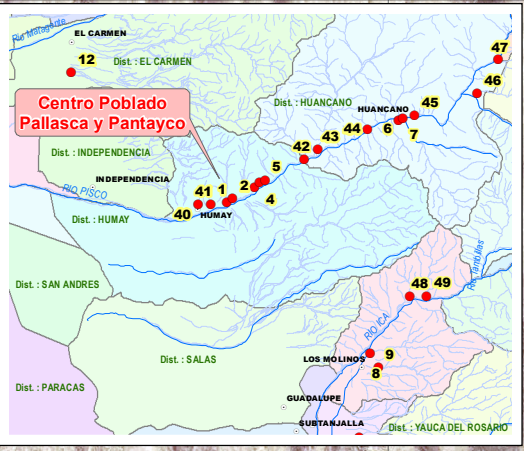 Rio Matagente
EL CARMEN
12
Dist. : EL CARMEN
47
46
Centro Poblado
Pallasca y Pantayco
Dist. : HUANCANO
HUANCANO
45
44
6
7
43
42
Dist. : INDEPENDENCIA
INDEPENDENCIA
5
2
4
RIO PISCO
41
1
40
HUMAY
Dist. : HUMAY
Rio Tambillas
Dist. : SAN ANDRES
48
49
RIO ICA
Dist. : SALAS
LOS MOLINOS
9
8
Dist. : PARACAS
GUADALUPE
SUBTANJALLA
Dist. : YAUCA DEL ROSARIO